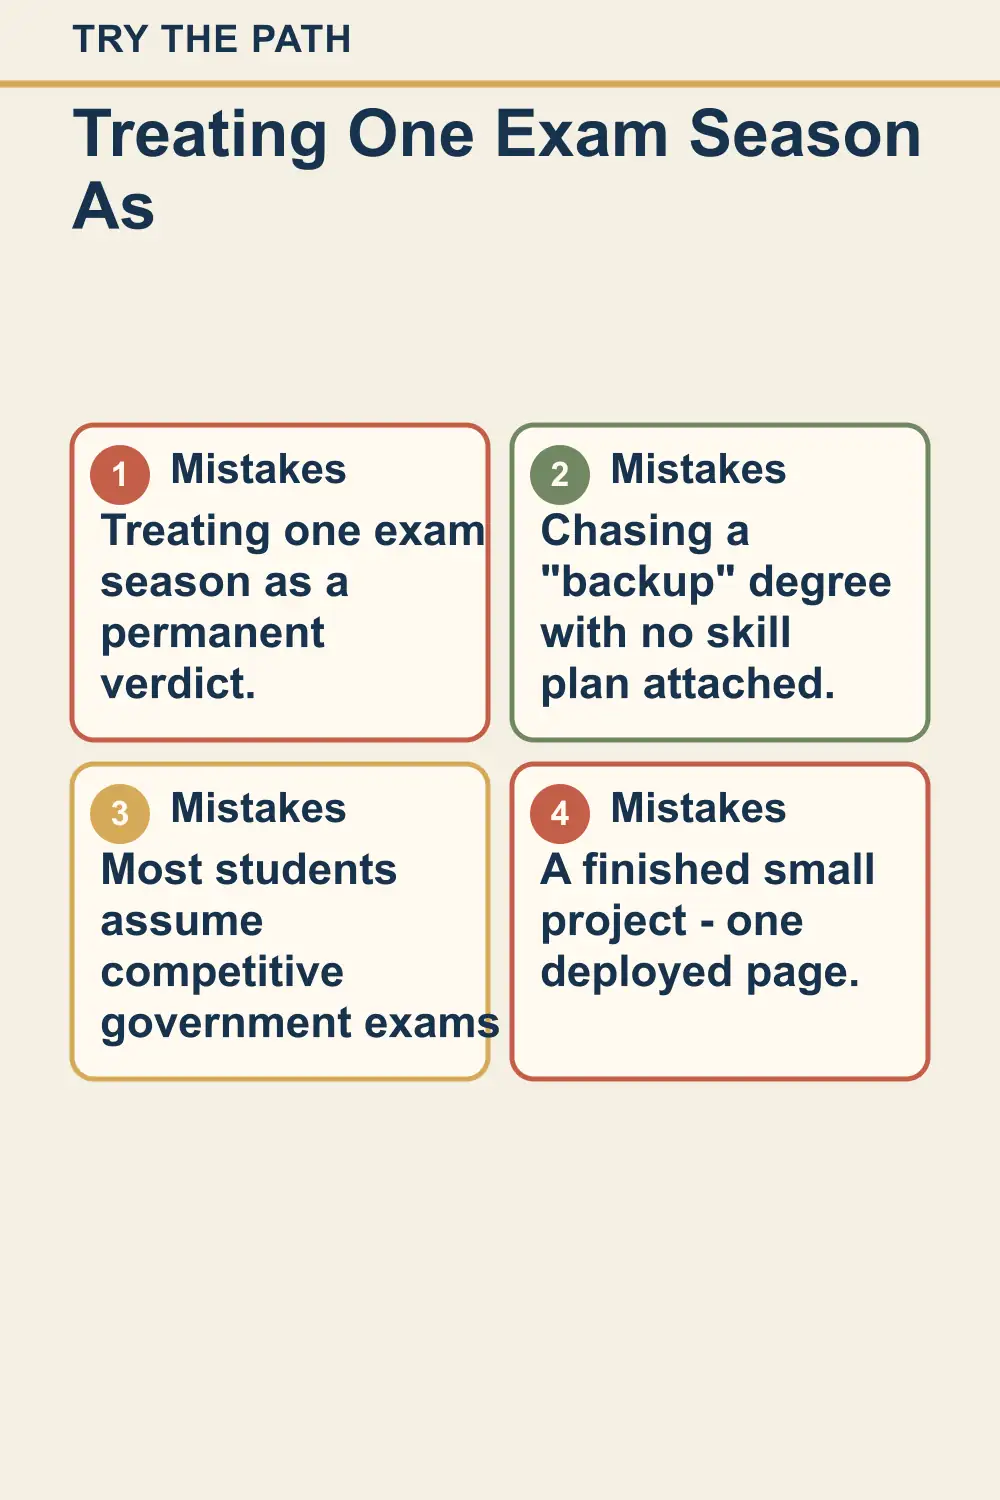 TRY THE PATH
Treating One Exam Season
As
1 Mistakes
Treating one exam
season as a
permanent
verdict.
2 Mistakes
Chasing a
"backup" degree
with no skill
plan attached.
3 Mistakes
Most students
assume
competitive
government exams
4 Mistakes
A finished small
project - one
deployed page.